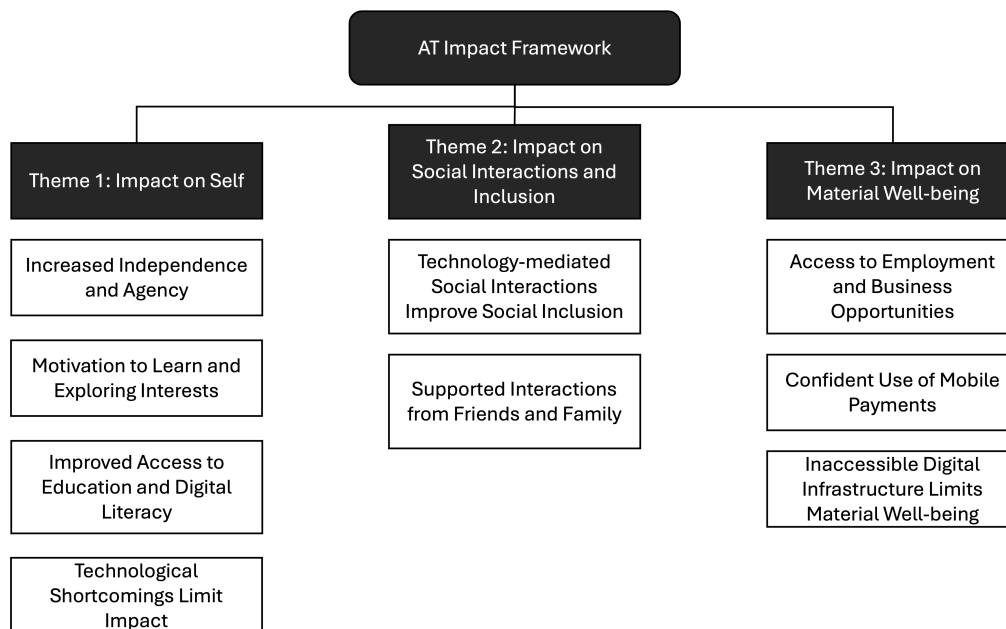 AT Impact Framework
Theme 1: Impact on Self
Increased Independence
and Agency
Motivation to Learn and
Exploring Interests
Improved Access to
Education and Digital
Literacy
Technological
Shortcomings Limit
Impact
Theme 2: Impact on
Social Interactions and
Inclusion
Technology-mediated
Social Interactions
Improve Social Inclusion
Supported Interactions
from Friends and Family
Theme 3: Impact on
Material Well-being
Access to Employment
and Business
Opportunities
Confident Use of Mobile
Payments
Inaccessible Digital
Infrastructure Limits
Material Well-being